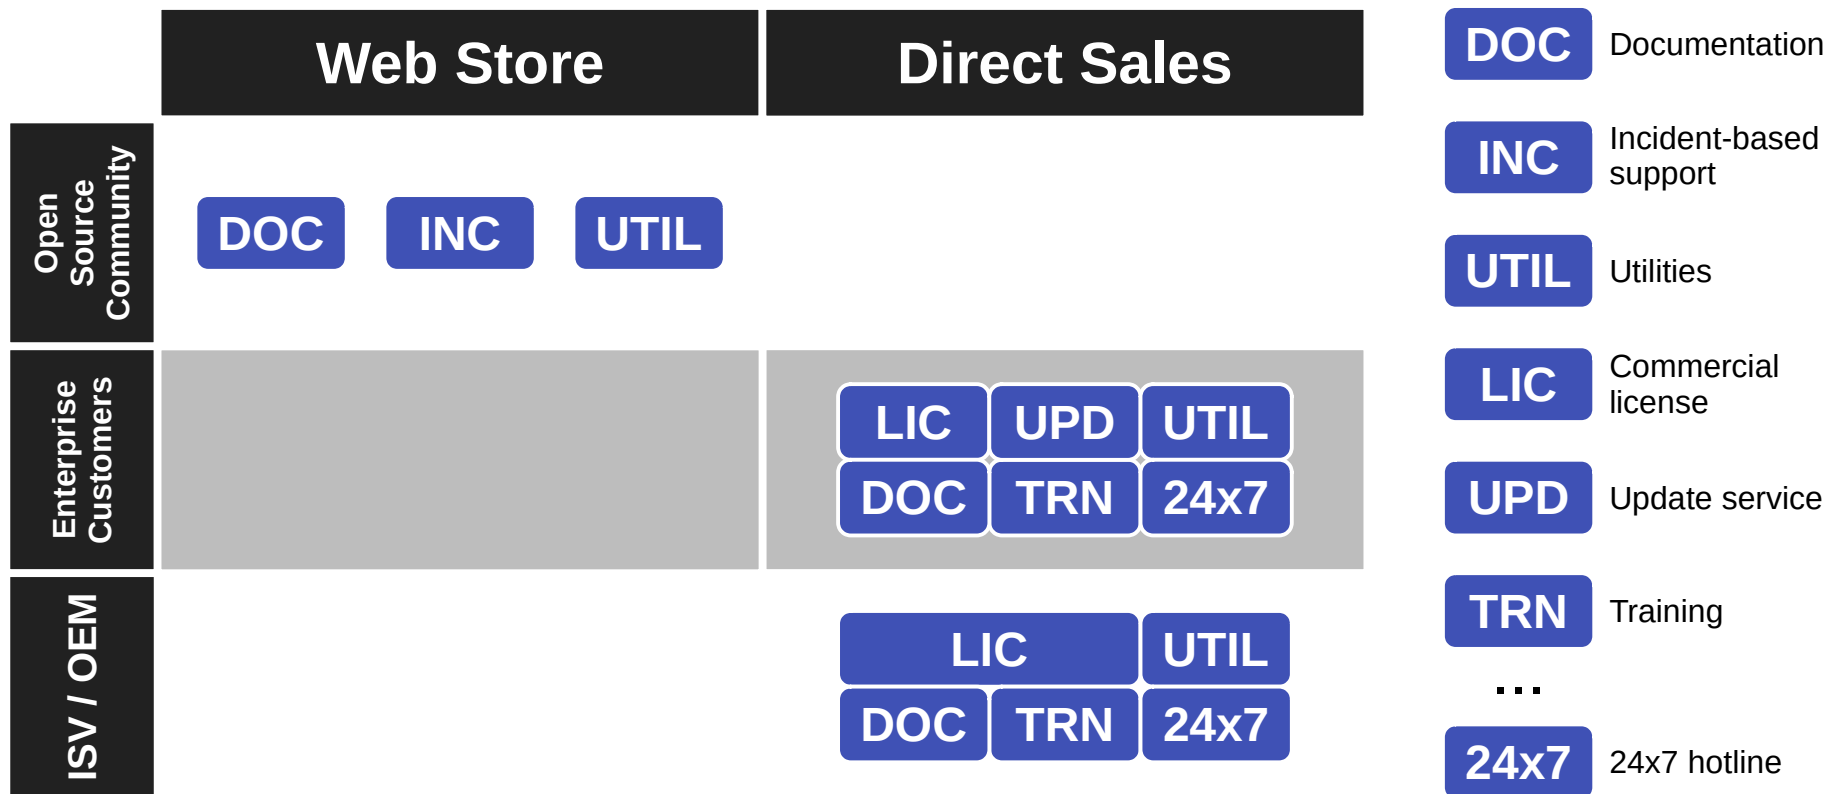 Web Store
Direct Sales
Open
Source
Community
DOC INC UTIL
Enterprise
Customers
LIC UPD UTIL
DOC TRN 24x7
ISV / OEM
LIC UTIL
DOC TRN 24x7
DOC Documentation
INC Incident-based
support
UTIL Utilities
LIC Commercial
license
UPD Update service
TRN Training
...
24x7 24x7 hotline